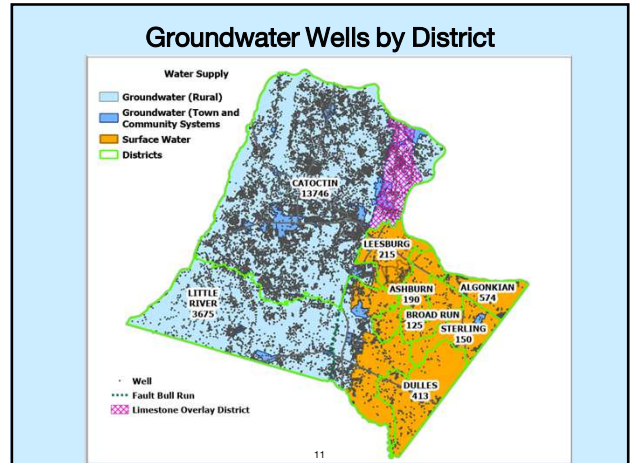 Groundwater Wells by District
Water Supply
Groundwater (Rural)
Groundwater (Town and
Community Systems
Surface Water
Districts
CATOCTIN
13746
LEESBURG
215
LITTLE
RIVER
3675
ASHBURN
190
ALGONKIAN
574
BROAD RUN
125
STERLING
150
DULLES
413
Well
Fault Bull Run
Limestone Overlay District
11